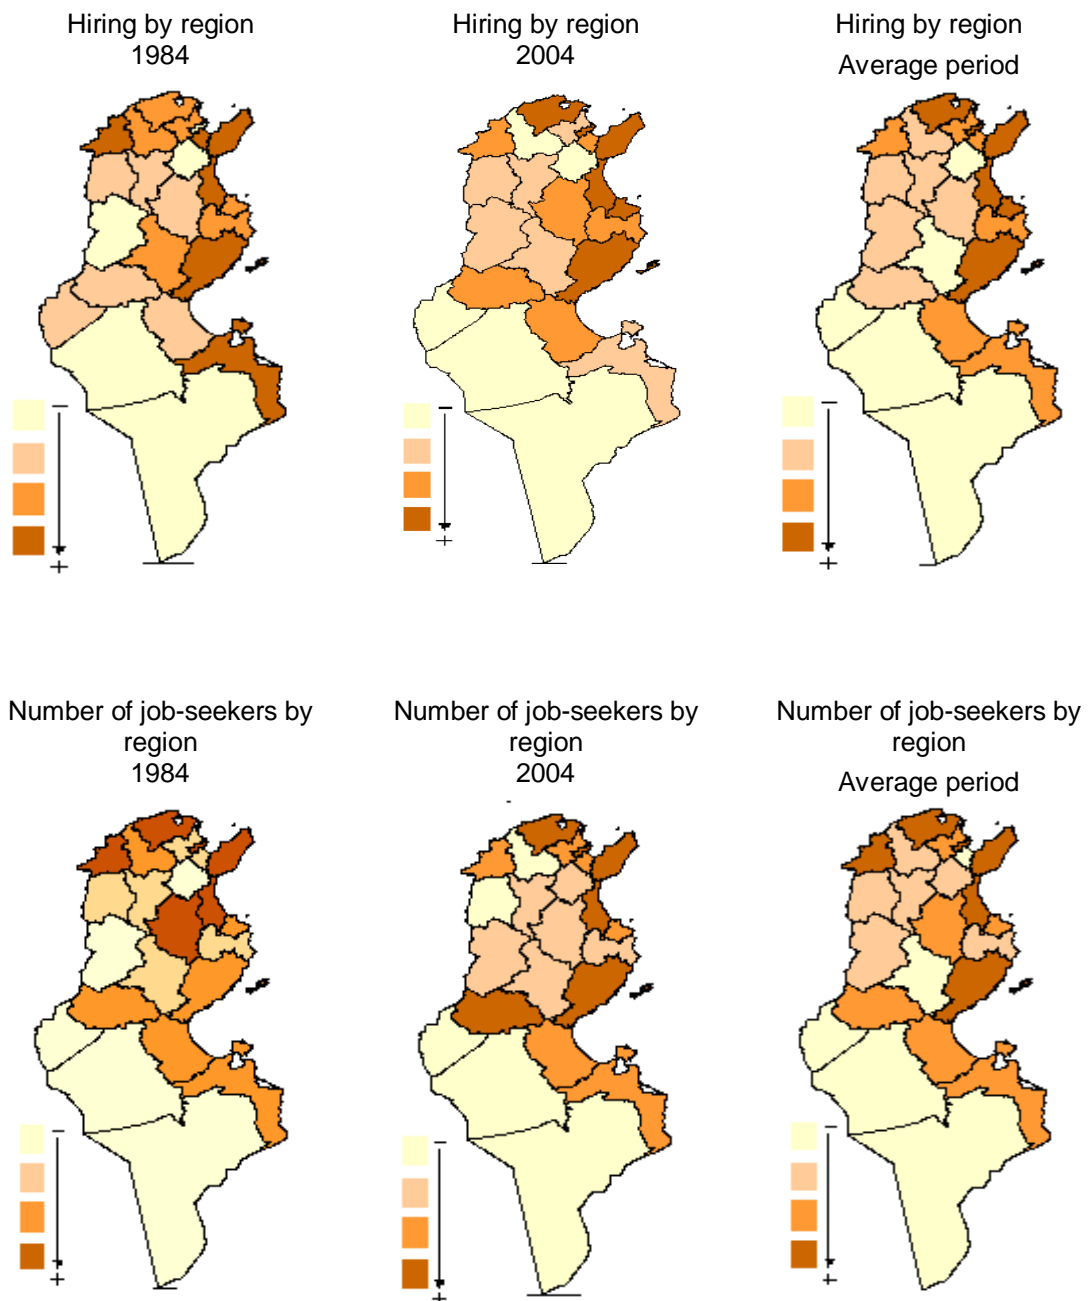 Hiring by region
1984
Hiring by region
2004
Hiring by region
Average period
−
+
−
+
−
+
Number of job-seekers by
region
1984
Number of job-seekers by
region
2004
Number of job-seekers by
region
Average period
−
+
−
+
−
+